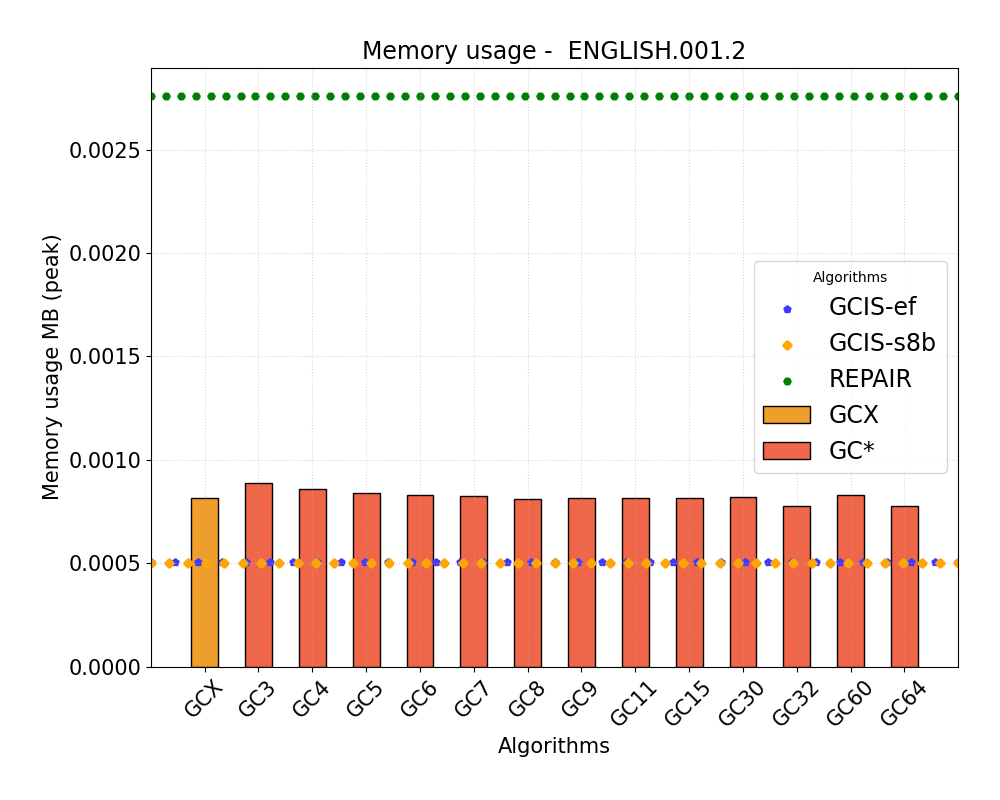 Memory usage -  ENGLISH.001.2
Memory usage MB (peak)
0.0025
0.0020
0.0015
0.0010
0.0005
0.0000
Algorithms
GCIS-ef
GCIS-s8b
REPAIR
GCX
GC*
GCX
GC3
GC4
GC5
GC6
GC7
GC8
GC9
GC11
GC15
GC30
GC32
GC60
GC64
Algorithms